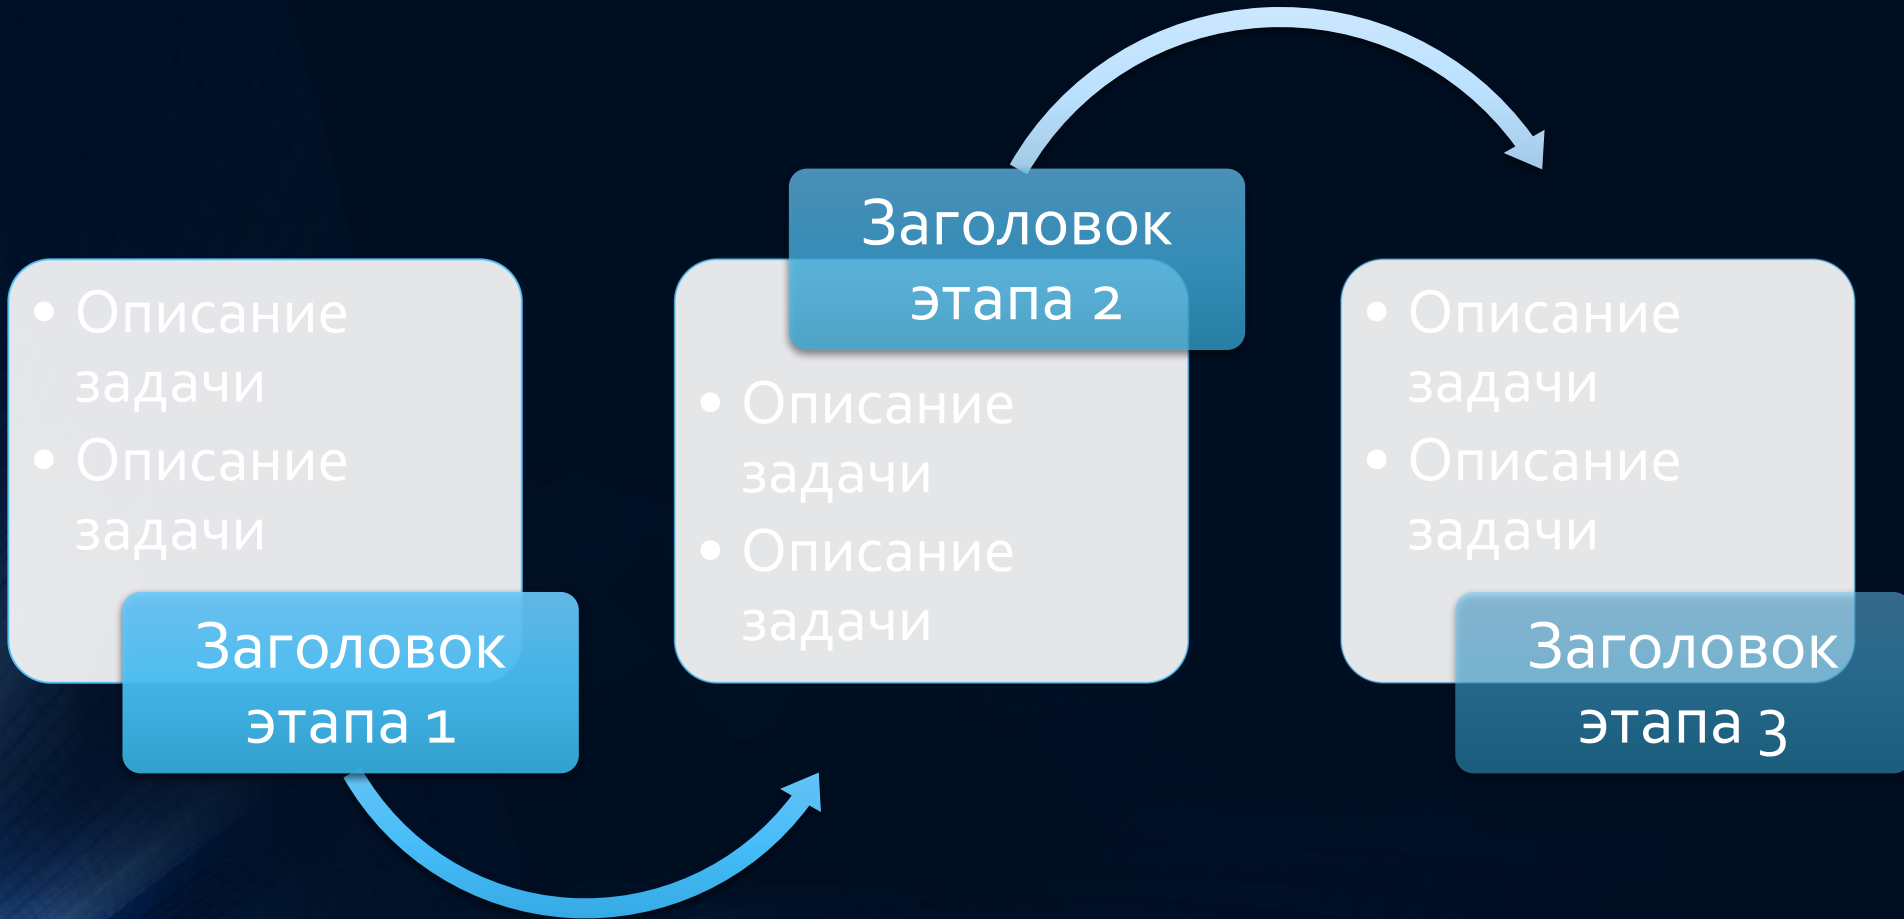 • Описание
задачи
• Описание
задачи
Заголовок
этапа 1
Заголовок
этапа 2
• Описание
задачи
• Описание
задачи
• Описание
задачи
• Описание
задачи
Заголовок
этапа 3